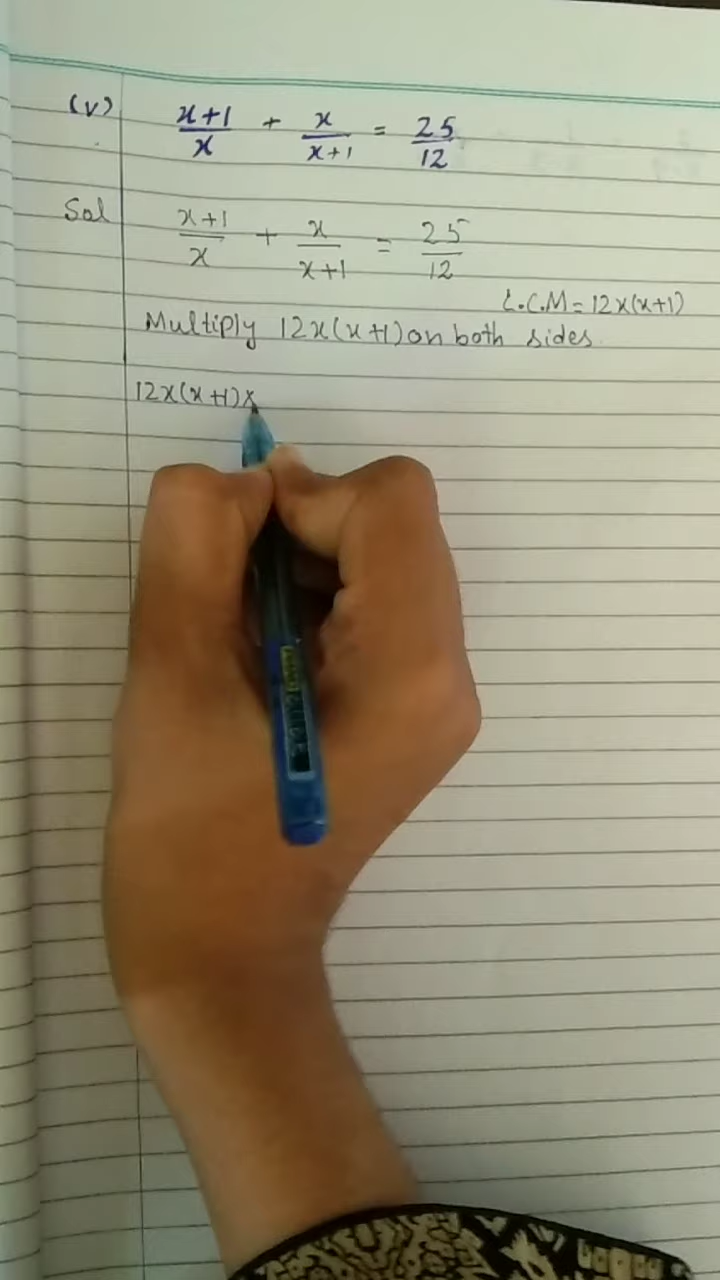 (v) x+1/x + x/x+1 = 25/12
Sol x+1/x + x/x+1 = 25/12
L.C.M = 12x(x+1)
Multiply 12x(x+1) on both sides.
12x(x+1)×